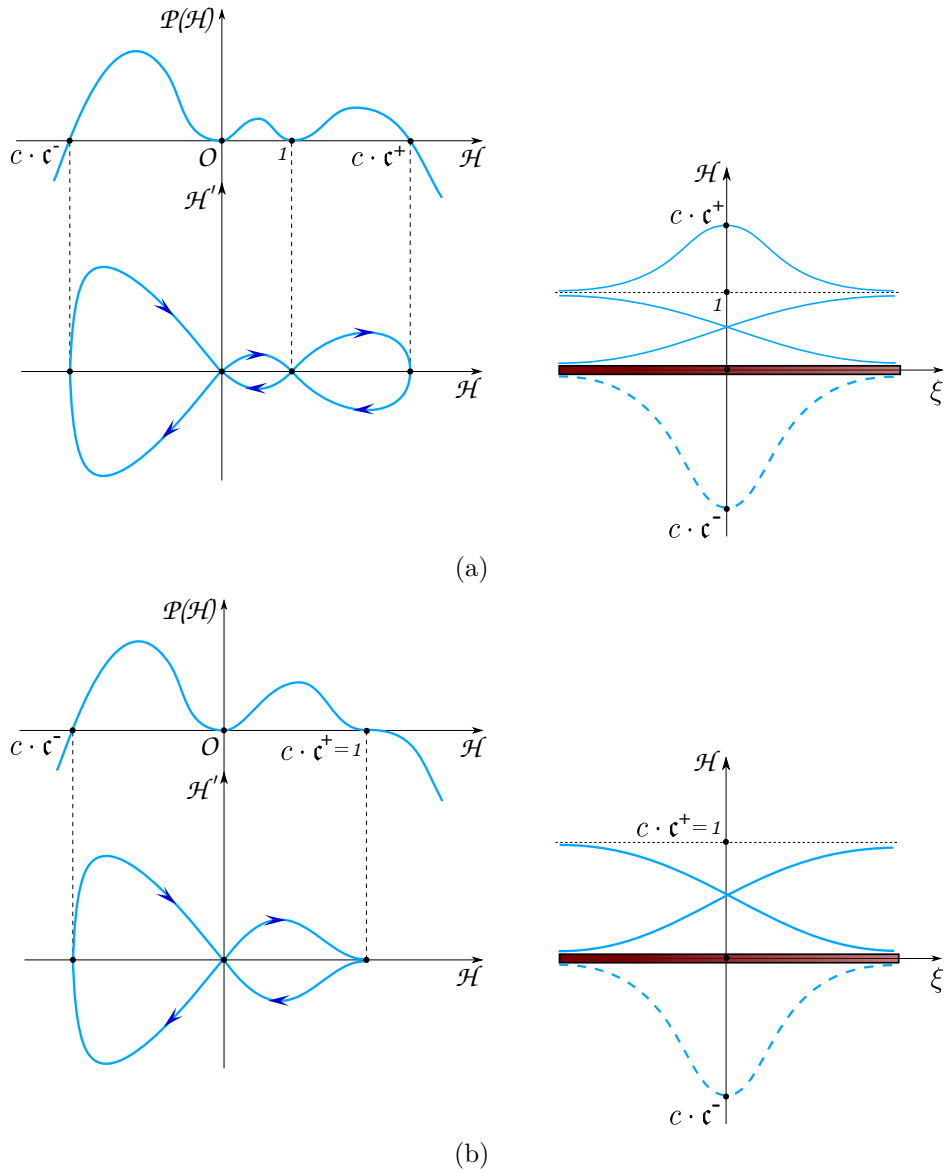 𝒫(ℋ)
c · 𝔠⁻
O
1
c · 𝔠⁺
ℋ
ℋ′
ℋ
ℋ
c · 𝔠⁺
1
ξ
c · 𝔠⁻
(a)
𝒫(ℋ)
c · 𝔠⁻
O
c · 𝔠⁺=1
ℋ
ℋ′
ℋ
ℋ
c · 𝔠⁺=1
ξ
c · 𝔠⁻
(b)